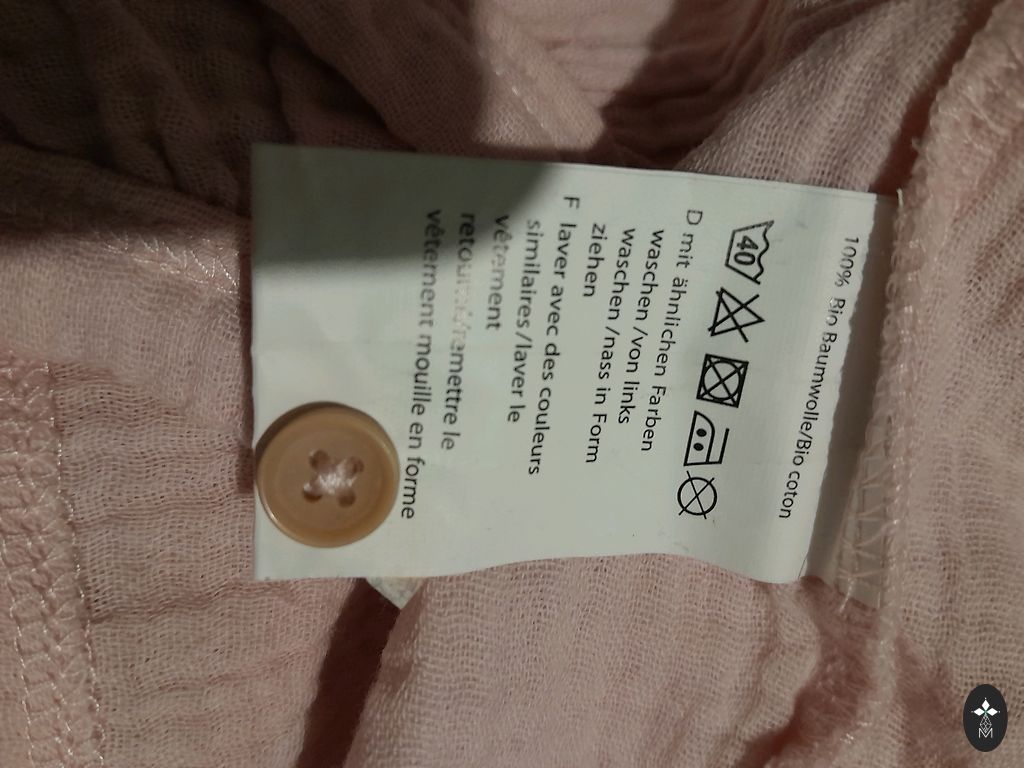 100% Bio Baumwolle/Bio coton
40
D mit ähnlichen Farben
waschen /von links
waschen /nass in Form
ziehen
F laver avec des couleurs
similaires/laver le
vêtement
remettre le
vêtement mouille en forme
M